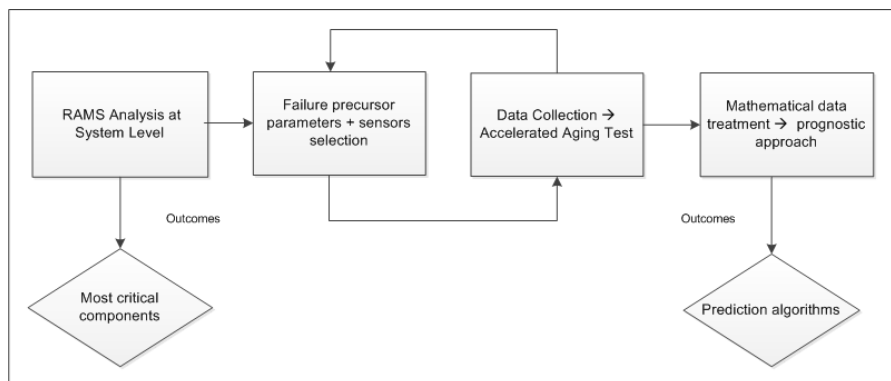 RAMS Analysis at
System Level
Failure precursor
parameters + sensors
selection
Data Collection →
Accelerated Aging Test
Mathematical data
treatment → prognostic
approach
Outcomes
Outcomes
Most critical
components
Prediction algorithms